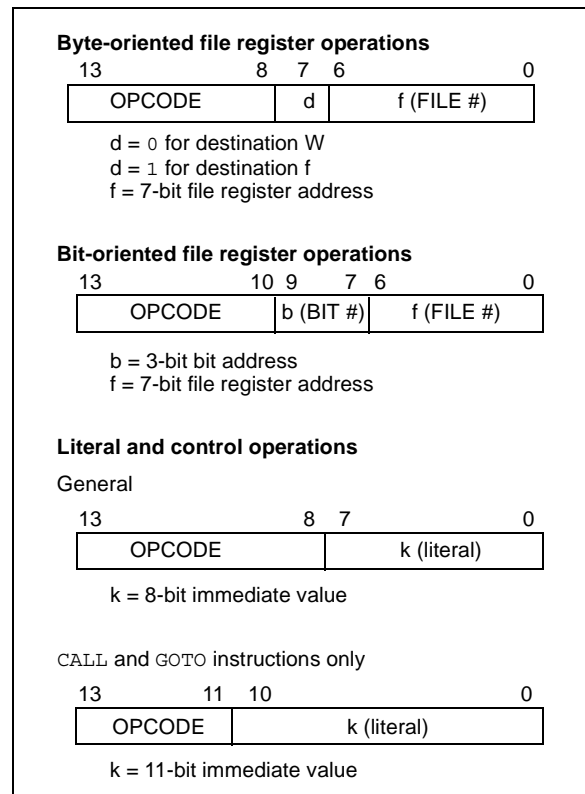 Byte-oriented file register operations
13 8 7 6 0
OPCODE d f (FILE #)
d = 0 for destination W
d = 1 for destination f
f = 7-bit file register address
Bit-oriented file register operations
13 10 9 7 6 0
OPCODE b (BIT #) f (FILE #)
b = 3-bit bit address
f = 7-bit file register address
Literal and control operations
General
13 8 7 0
OPCODE k (literal)
k = 8-bit immediate value
CALL and GOTO instructions only
13 11 10 0
OPCODE k (literal)
k = 11-bit immediate value